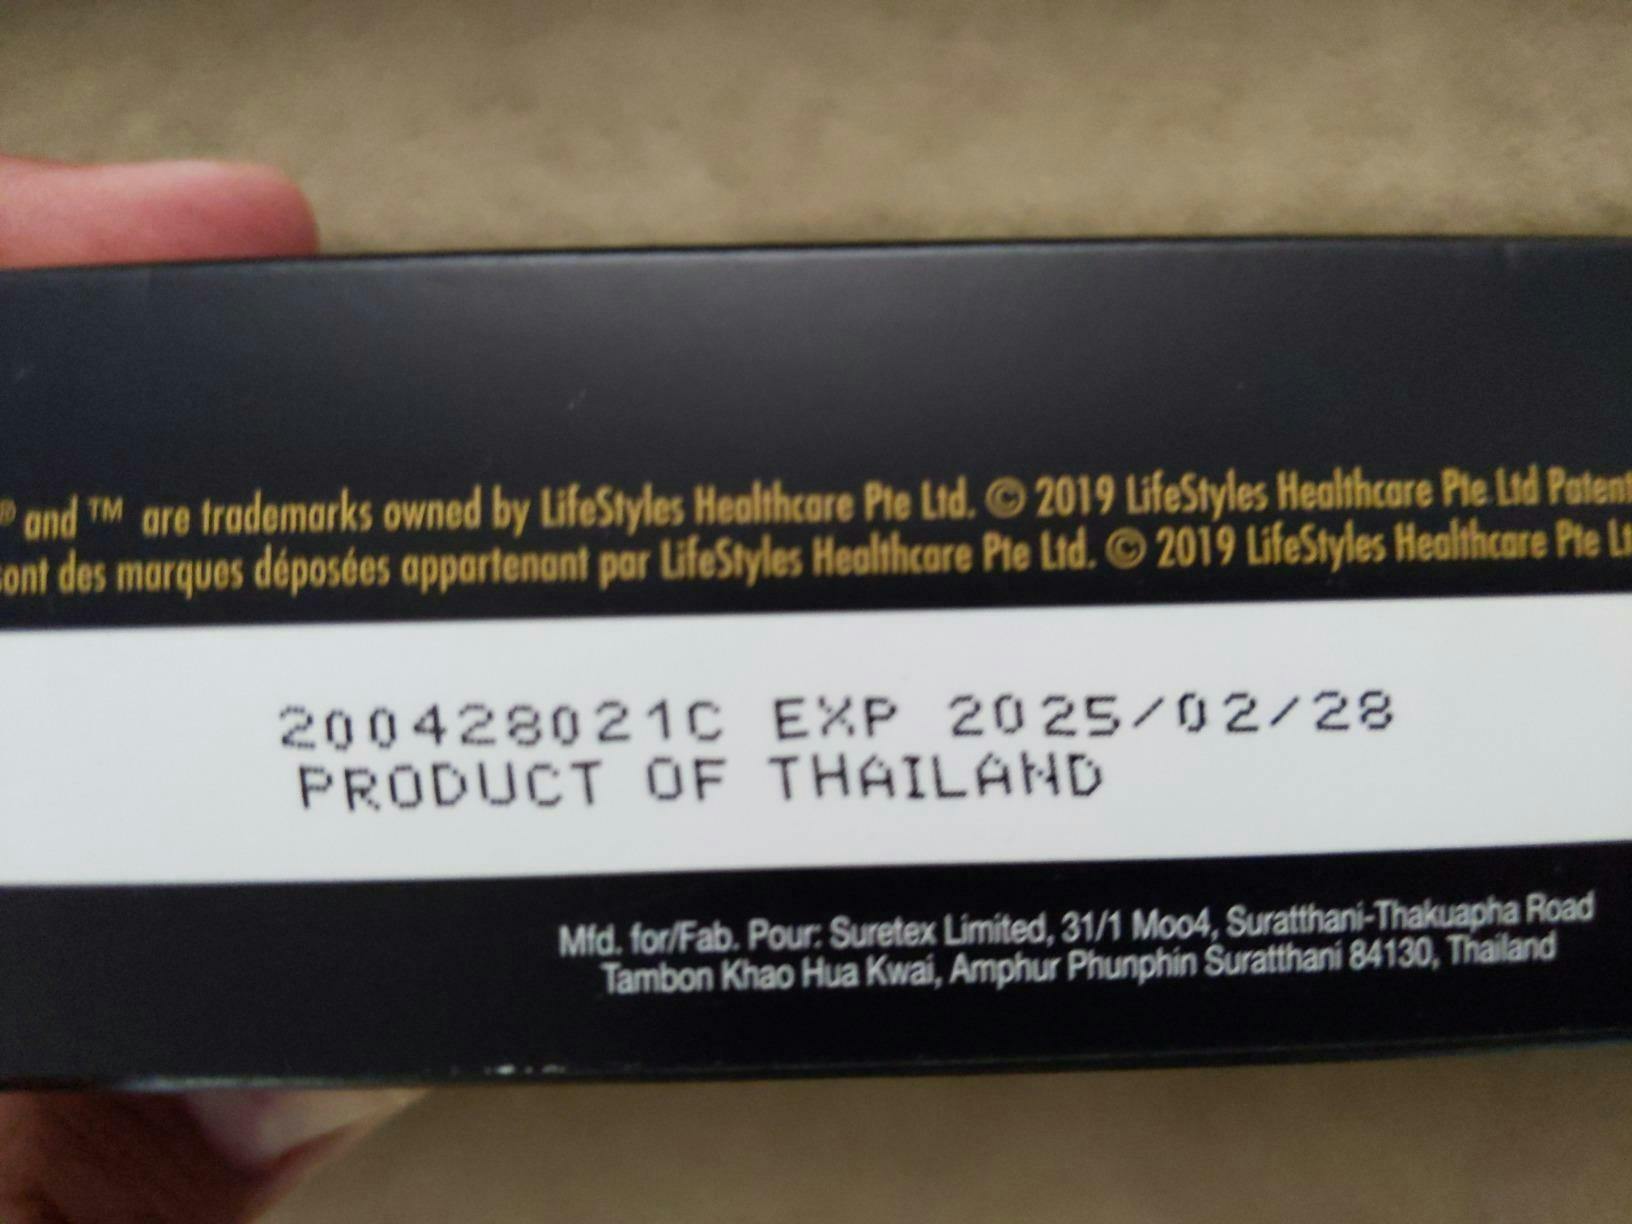 ® and ™ are trademarks owned by LifeStyles Healthcare Pte Ltd. © 2019 LifeStyles Healthcare Pte Ltd Patent
sont des marques déposées appartenant par LifeStyles Healthcare Pte Ltd. © 2019 LifeStyles Healthcare Pte Lt
200428021C EXP 2025/02/28
PRODUCT OF THAILAND
Mfd. for/Fab. Pour: Suretex Limited, 31/1 Moo4, Suratthani-Thakuapha Road
Tambon Khao Hua Kwai, Amphur Phunphin Suratthani 84130, Thailand